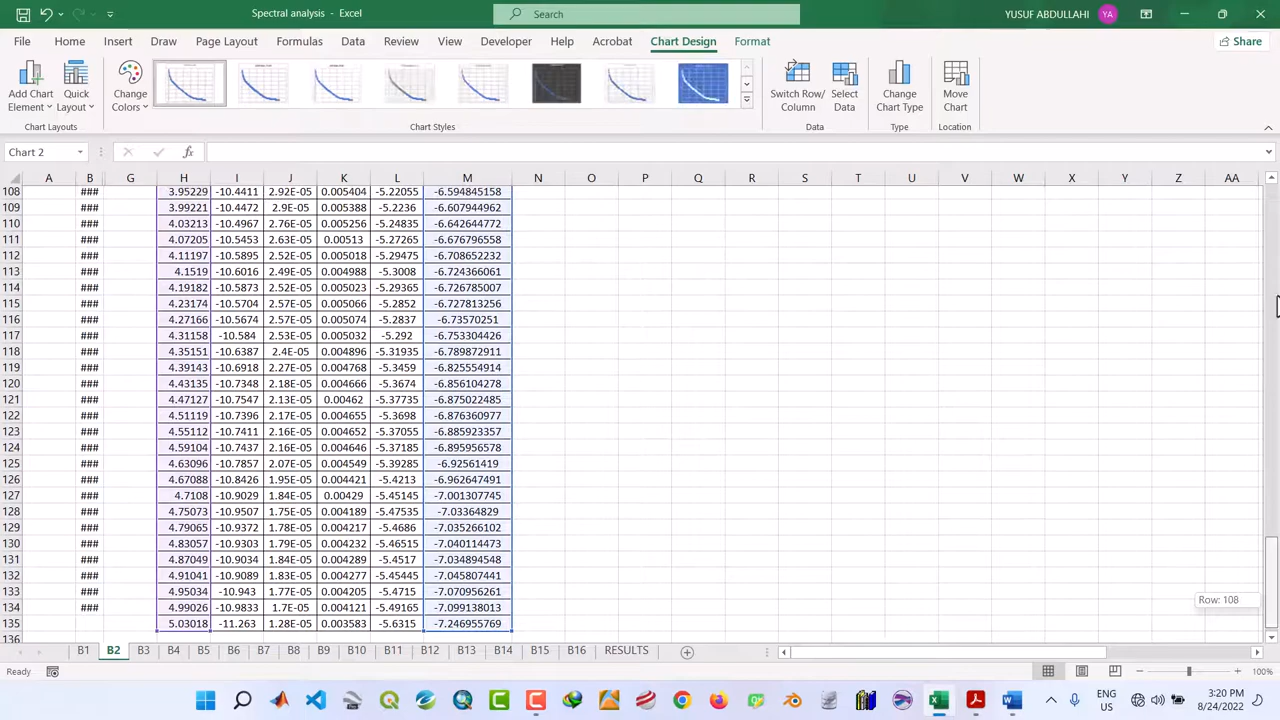 Spectral analysis - Excel
Search
YUSUF ABDULLAHI YA
File Home Insert Draw Page Layout Formulas Data Review View Developer Help Acrobat Chart Design Format Share
Add Chart Element Quick Layout Change Colors Switch Row/ Column Select Data Change Chart Type Move Chart
Chart Layouts Chart Styles Data Type Location
Chart 2 fx
A B G H I J K L M N O P Q R S T U V W X Y Z AA
108 ### 3.95229 -10.4411 2.92E-05 0.005404 -5.22055 -6.594845158
109 ### 3.99221 -10.4472 2.9E-05 0.005388 -5.2236 -6.607944962
110 ### 4.03213 -10.4967 2.76E-05 0.005256 -5.24835 -6.642644772
111 ### 4.07205 -10.5453 2.63E-05 0.00513 -5.27265 -6.676796558
112 ### 4.11197 -10.5895 2.52E-05 0.005018 -5.29475 -6.708652232
113 ### 4.1519 -10.6016 2.49E-05 0.004988 -5.3008 -6.724366061
114 ### 4.19182 -10.5873 2.52E-05 0.005023 -5.29365 -6.726785007
115 ### 4.23174 -10.5704 2.57E-05 0.005066 -5.2852 -6.727813256
116 ### 4.27166 -10.5674 2.57E-05 0.005074 -5.2837 -6.73570251
117 ### 4.31158 -10.584 2.53E-05 0.005032 -5.292 -6.753304426
118 ### 4.35151 -10.6387 2.4E-05 0.004896 -5.31935 -6.789872911
119 ### 4.39143 -10.6918 2.27E-05 0.004768 -5.3459 -6.825554914
120 ### 4.43135 -10.7348 2.18E-05 0.004666 -5.3674 -6.856104278
121 ### 4.47127 -10.7547 2.13E-05 0.00462 -5.37735 -6.875022485
122 ### 4.51119 -10.7396 2.17E-05 0.004655 -5.3698 -6.876360977
123 ### 4.55112 -10.7411 2.16E-05 0.004652 -5.37055 -6.885923357
124 ### 4.59104 -10.7437 2.16E-05 0.004646 -5.37185 -6.895956558
125 ### 4.63096 -10.7857 2.07E-05 0.004549 -5.39285 -6.92561419
126 ### 4.67088 -10.8426 1.95E-05 0.004421 -5.4213 -6.962647491
127 ### 4.7108 -10.9029 1.84E-05 0.00429 -5.45145 -7.001307745
128 ### 4.75073 -10.9507 1.75E-05 0.004189 -5.47535 -7.03364829
129 ### 4.79065 -10.9372 1.78E-05 0.004217 -5.4686 -7.035266102
130 ### 4.83057 -10.9303 1.79E-05 0.004232 -5.46515 -7.040114473
131 ### 4.87049 -10.9034 1.84E-05 0.004289 -5.4517 -7.034894548
132 ### 4.91041 -10.9089 1.83E-05 0.004277 -5.45445 -7.045807441
133 ### 4.95034 -10.943 1.77E-05 0.004205 -5.4715 -7.070956261
134 ### 4.99026 -10.9833 1.7E-05 0.004121 -5.49165 -7.099138013
135 5.03018 -11.263 1.28E-05 0.003583 -5.6315 -7.246955769
136
Row: 108
B1 B2 B3 B4 B5 B6 B7 B8 B9 B10 B11 B12 B13 B14 B15 B16 RESULTS
Ready 100%
ENG US
3:20 PM
8/24/2022